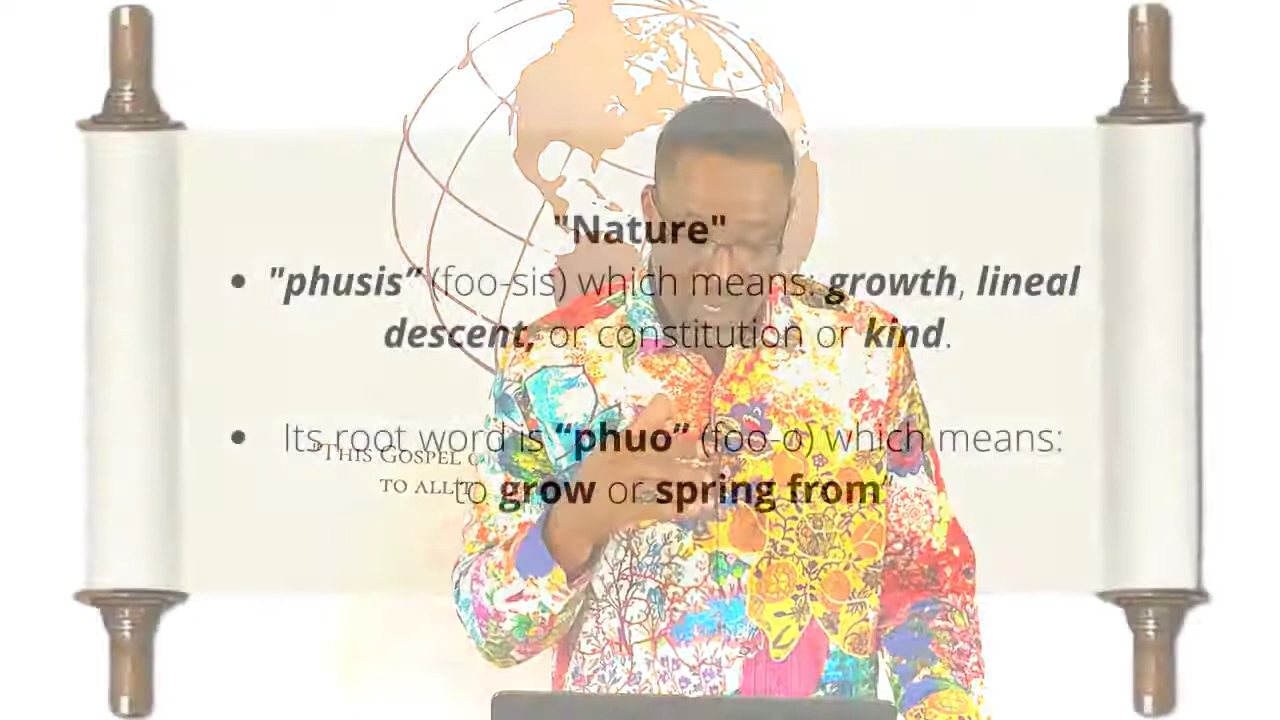 "Nature"
• "phusis” (foo-sis) which means: growth, lineal
descent, or constitution or kind.
• Its root word is “phuo” (foo-o) which means:
to grow or spring from”
"This Gospel
to all